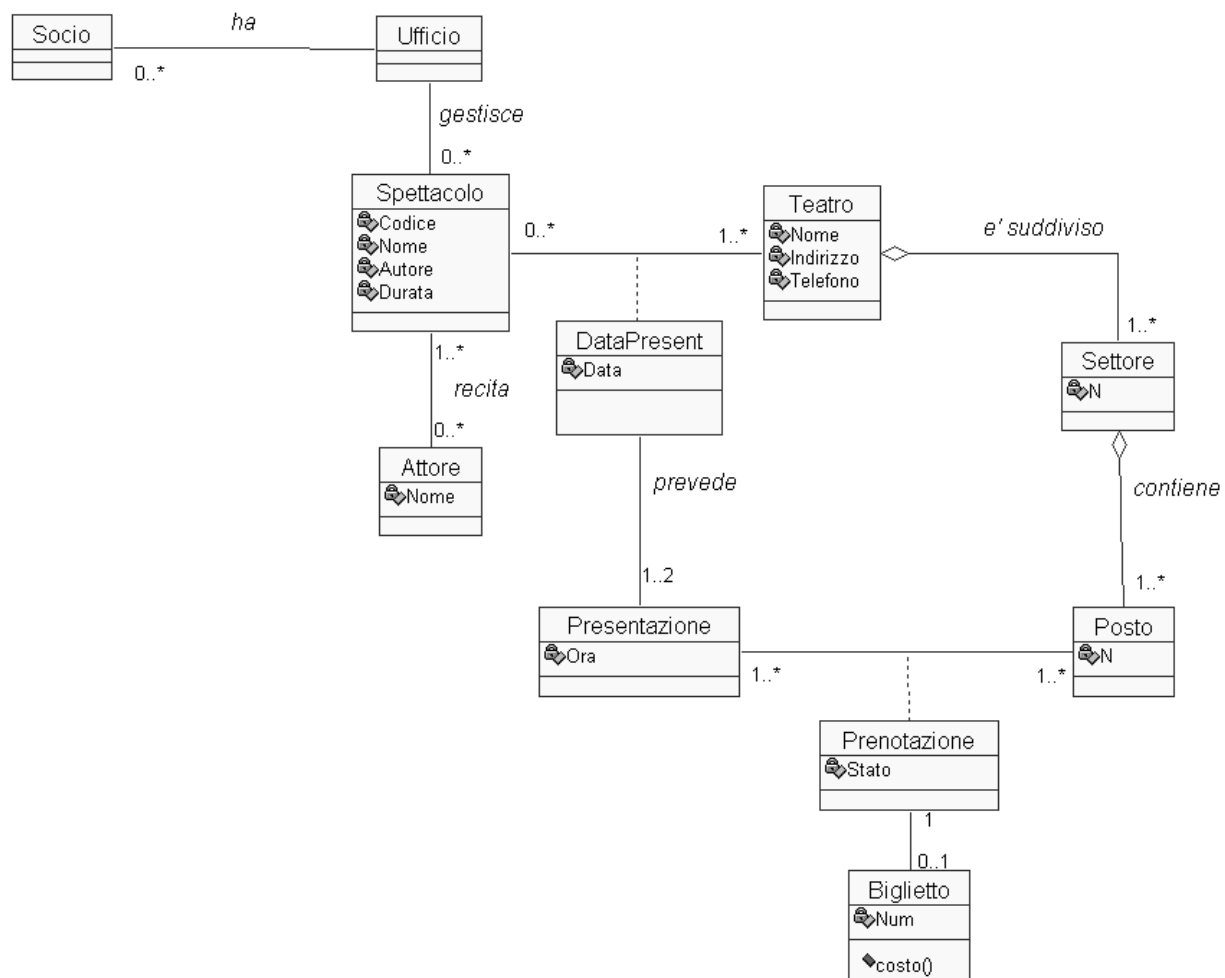 Socio
ha
Ufficio
0..*
gestisce
0..*
Spettacolo
Codice
Nome
Autore
Durata
0..*
1..*
Teatro
Nome
Indirizzo
Telefono
e' suddiviso
1..*
DataPresent
Data
Settore
N
1..*
recita
0..*
Attore
Nome
prevede
contiene
1..2
1..*
Presentazione
Ora
1..*
1..*
Posto
N
Prenotazione
Stato
1
0..1
Biglietto
Num
costo()